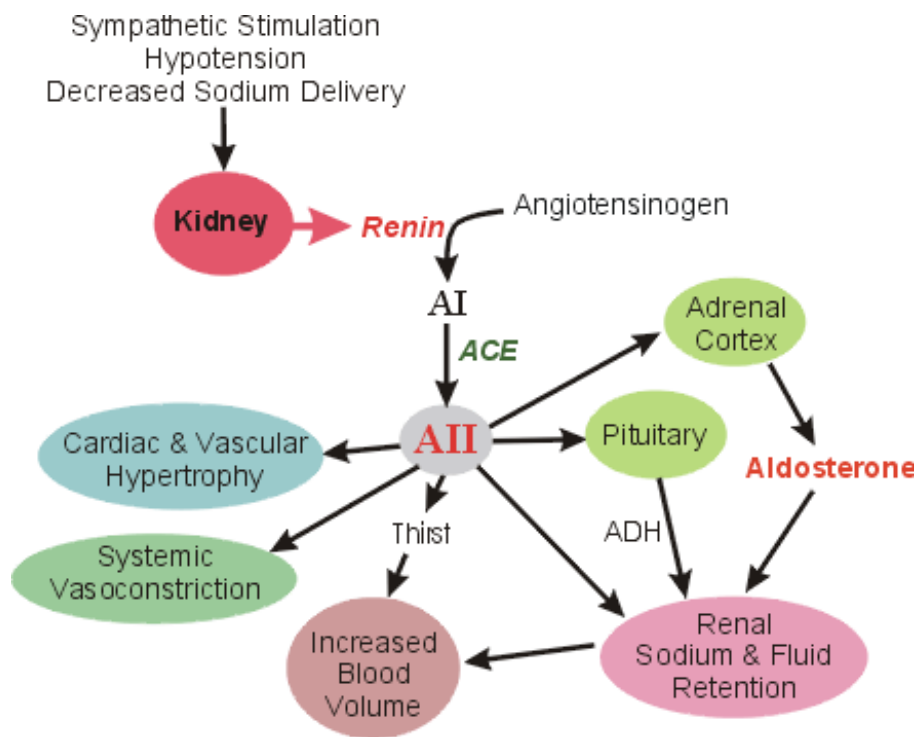 Sympathetic Stimulation
Hypotension
Decreased Sodium Delivery
Kidney
Renin
Angiotensinogen
AI
ACE
Adrenal
Cortex
AII
Pituitary
Cardiac & Vascular
Hypertrophy
Aldosterone
Thirst
ADH
Systemic
Vasoconstriction
Increased
Blood
Volume
Renal
Sodium & Fluid
Retention